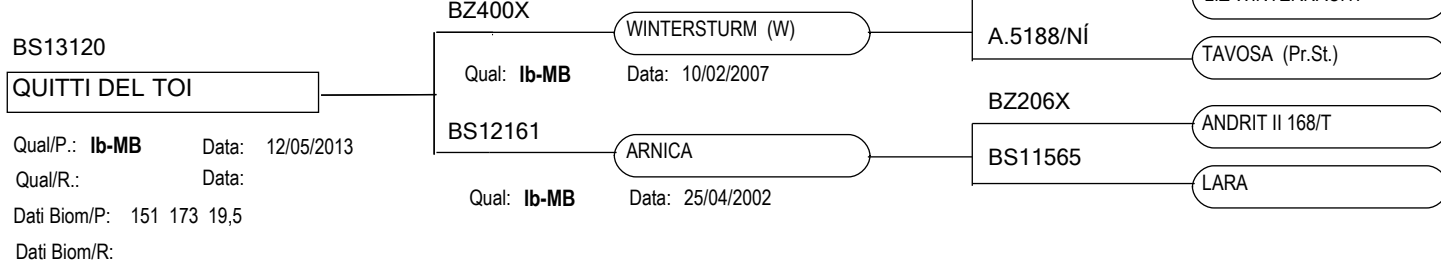 BZ400X
WINTERSTURM (W)
BS13120
A.5188/NÍ
QUITTI DEL TOI
Qual: Ib-MB Data: 10/02/2007
TAVOSA (Pr.St.)
BZ206X
BS12161
ANDRIT II 168/T
Qual/P.: Ib-MB Data: 12/05/2013
ARNICA
BS11565
Qual/R.: Data:
LARA
Qual: Ib-MB Data: 25/04/2002
Dati Biom/P: 151 173 19,5
Dati Biom/R: